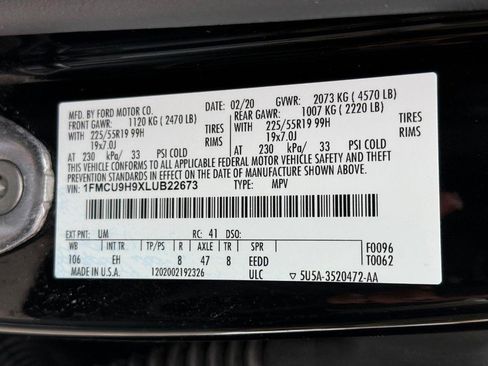 MFD. BY FORD MOTOR CO. 02/20 GVWR: 2073 KG ( 4570 LB)
FRONT GAWR: 1120 KG ( 2470 LB) REAR GAWR: 1007 KG ( 2220 LB)
225/55R19 99H TIRES 225/55R19 99H TIRES
19x7.0J RIMS 19x7.0J RIMS
AT 230 kPa/ 33 PSI COLD AT 230 kPa/ 33 PSI COLD
THIS VEHICLE CONFORMS TO ALL APPLICABLE FEDERAL MOTOR VEHICLE SAFETY AND THEFT
PREVENTION STANDARDS IN EFFECT ON THE DATE OF MANUFACTURE SHOWN ABOVE.
VIN: 1FMCU9H9XLUB22673 TYPE: MPV
EXT PNT: UM RC: 41 DSO:
WB INT TR TP/PS R AXLE TR SPR F0096
106 EH 8 47 8 EEDD T0062
MADE IN U.S.A. 1202002192326 ULC 5U5A-3520472-AA